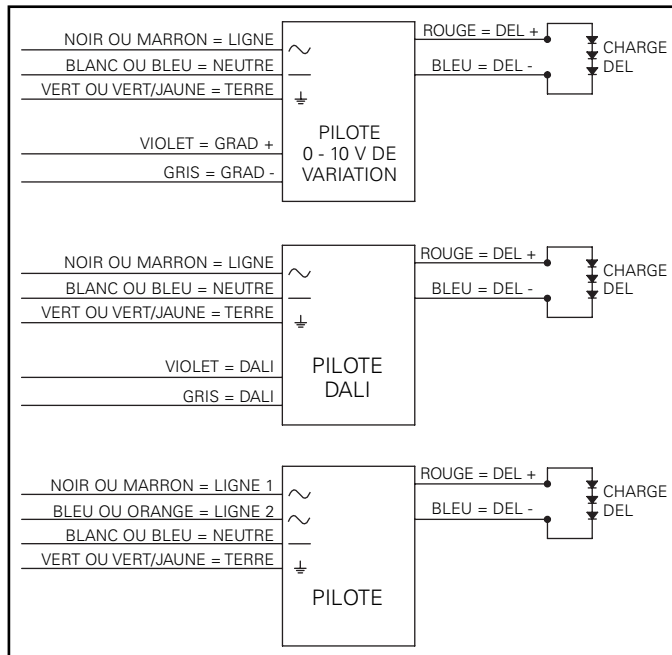 NOIR OU MARRON = LIGNE
BLANC OU BLEU = NEUTRE
VERT OU VERT/JAUNE = TERRE
VIOLET = GRAD +
GRIS = GRAD -
PILOTE
0 - 10 V DE
VARIATION
ROUGE = DEL +
BLEU = DEL -
CHARGE
DEL
NOIR OU MARRON = LIGNE
BLANC OU BLEU = NEUTRE
VERT OU VERT/JAUNE = TERRE
VIOLET = DALI
GRIS = DALI
PILOTE
DALI
ROUGE = DEL +
BLEU = DEL -
CHARGE
DEL
NOIR OU MARRON = LIGNE 1
BLEU OU ORANGE = LIGNE 2
BLANC OU BLEU = NEUTRE
VERT OU VERT/JAUNE = TERRE
PILOTE
ROUGE = DEL +
BLEU = DEL -
CHARGE
DEL